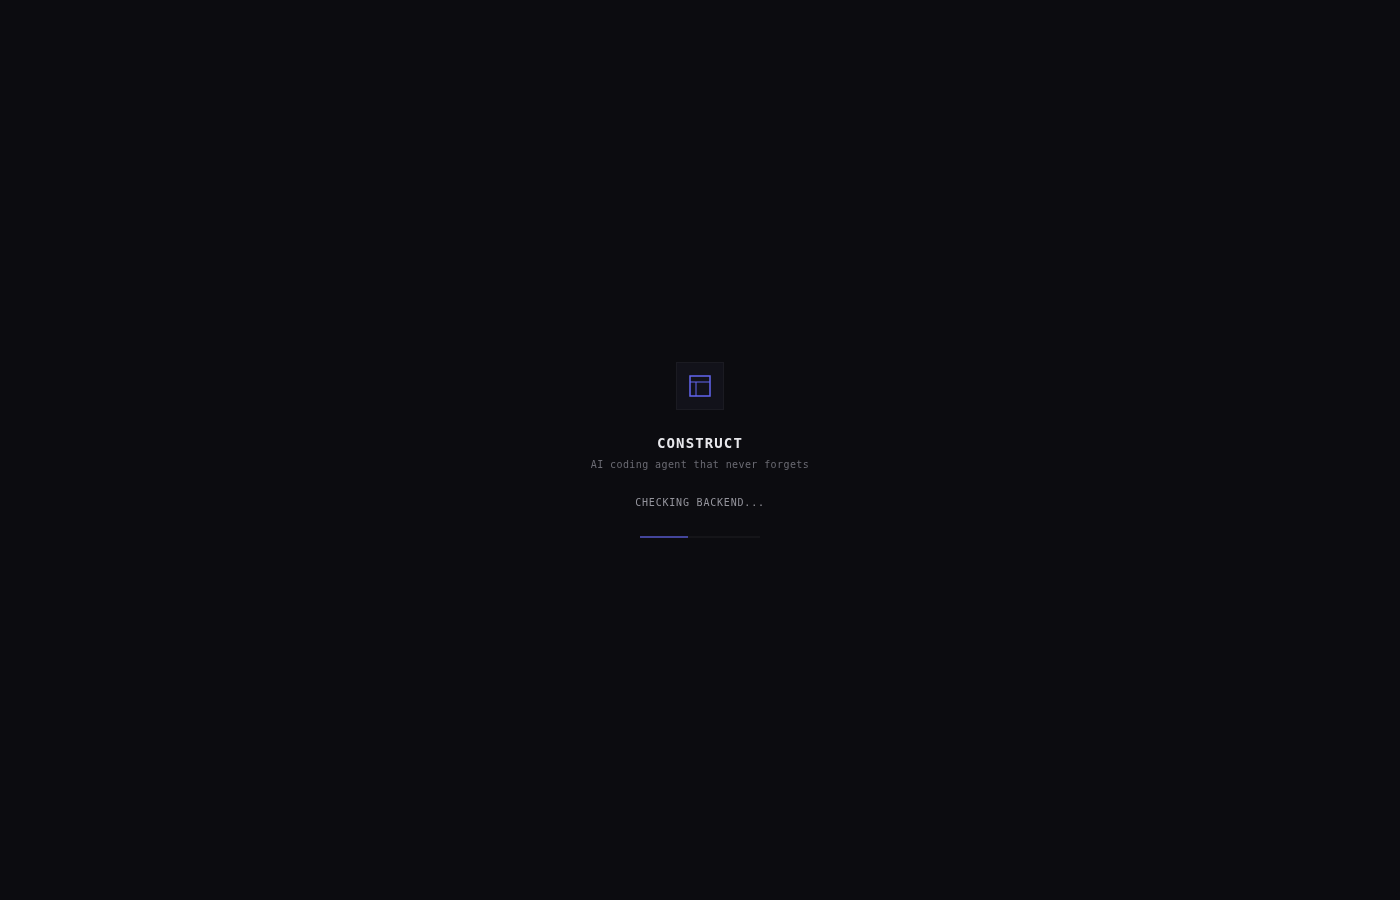 CONSTRUCT
AI coding agent that never forgets
CHECKING BACKEND...